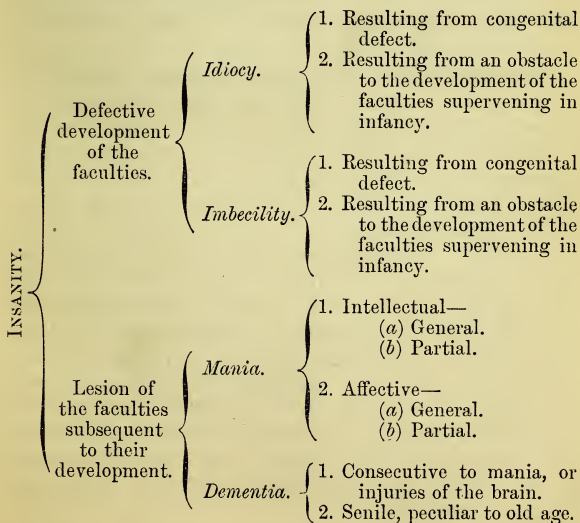 INSANITY.
Defective
development
of the
faculties.
Idiocy.
1. Resulting from congenital
defect.
2. Resulting from an obstacle
to the development of the
faculties supervening in
infancy.
Imbecility.
1. Resulting from congenital
defect.
2. Resulting from an obstacle
to the development of the
faculties supervening in
infancy.
Lesion of
the faculties
subsequent
to their
development.
Mania.
1. Intellectual—
(a) General.
(b) Partial.
2. Affective—
(a) General.
(b) Partial.
Dementia.
1. Consecutive to mania, or
injuries of the brain.
2. Senile, peculiar to old age.